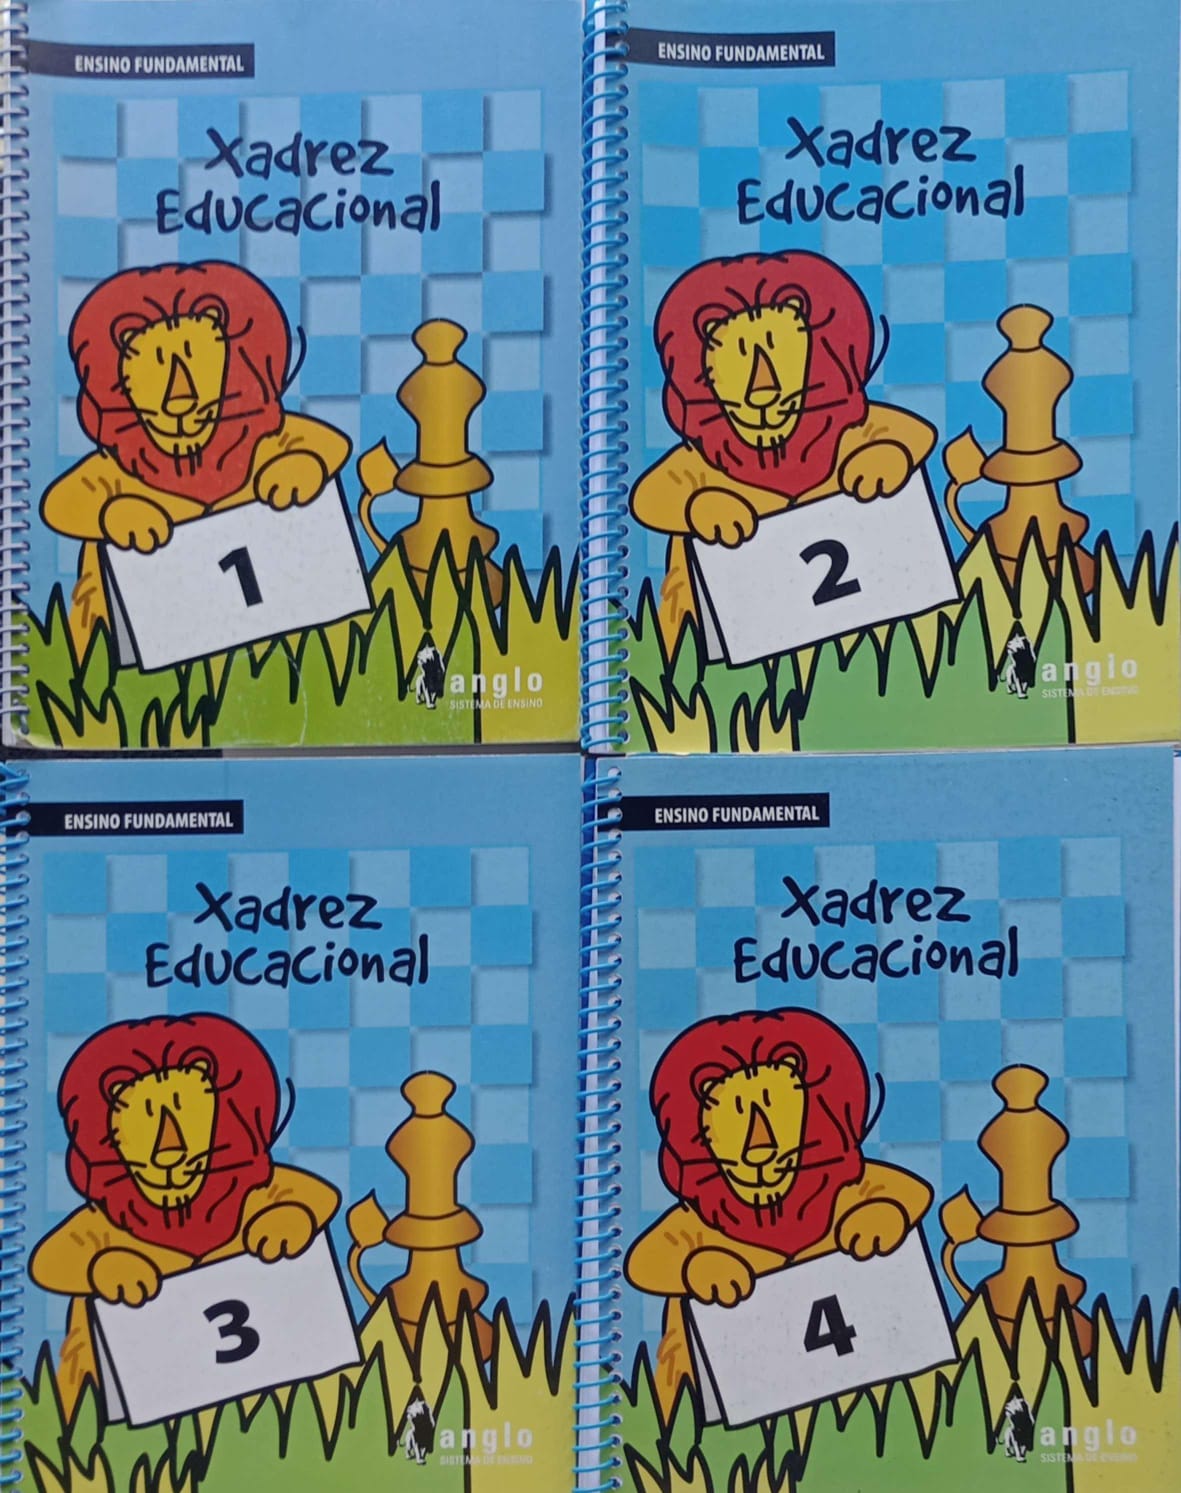 ENSINO FUNDAMENTAL
Xadrez
Educacional
1
anglo
SISTEMA DE ENSINO
ENSINO FUNDAMENTAL
Xadrez
Educacional
2
anglo
SISTEMA DE ENSINO
ENSINO FUNDAMENTAL
Xadrez
Educacional
3
anglo
SISTEMA DE ENSINO
ENSINO FUNDAMENTAL
Xadrez
Educacional
4
anglo
SISTEMA DE ENSINO